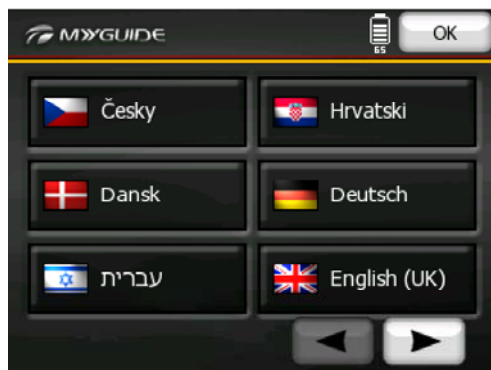 MYGUIDE
65
OK
Česky
Hrvatski
Dansk
Deutsch
עברית
English (UK)